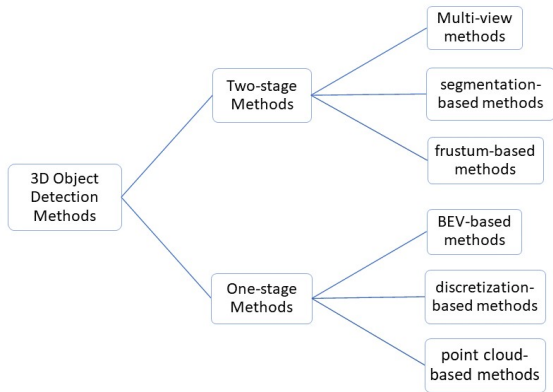 3D Object
Detection
Methods
Two-stage
Methods
Multi-view
methods
segmentation-
based methods
frustum-based
methods
One-stage
Methods
BEV-based
methods
discretization-
based methods
point cloud-
based methods